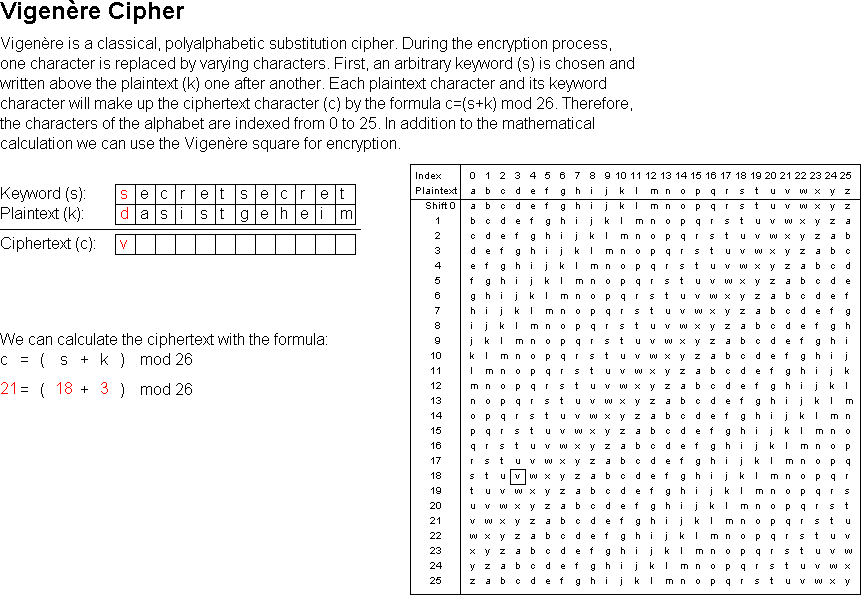 Vigenère Cipher
Vigenère is a classical, polyalphabetic substitution cipher. During the encryption process,
one character is replaced by varying characters. First, an arbitrary keyword (s) is chosen and
written above the plaintext (k) one after another. Each plaintext character and its keyword
character will make up the ciphertext character (c) by the formula c=(s+k) mod 26. Therefore,
the characters of the alphabet are indexed from 0 to 25. In addition to the mathematical
calculation we can use the Vigenère square for encryption.
Keyword (s): s e c r e t s e c r e t
Plaintext (k): d a s i s t g e h e i m
Ciphertext (c): v
We can calculate the ciphertext with the formula:
c = ( s + k ) mod 26
21 = ( 18 + 3 ) mod 26
Index 0 1 2 3 4 5 6 7 8 9 10 11 12 13 14 15 16 17 18 19 20 21 22 23 24 25
Plaintext a b c d e f g h i j k l m n o p q r s t u v w x y z
Shift 0 a b c d e f g h i j k l m n o p q r s t u v w x y z
1 b c d e f g h i j k l m n o p q r s t u v w x y z a
2 c d e f g h i j k l m n o p q r s t u v w x y z a b
3 d e f g h i j k l m n o p q r s t u v w x y z a b c
4 e f g h i j k l m n o p q r s t u v w x y z a b c d
5 f g h i j k l m n o p q r s t u v w x y z a b c d e
6 g h i j k l m n o p q r s t u v w x y z a b c d e f
7 h i j k l m n o p q r s t u v w x y z a b c d e f g
8 i j k l m n o p q r s t u v w x y z a b c d e f g h
9 j k l m n o p q r s t u v w x y z a b c d e f g h i
10 k l m n o p q r s t u v w x y z a b c d e f g h i j
11 l m n o p q r s t u v w x y z a b c d e f g h i j k
12 m n o p q r s t u v w x y z a b c d e f g h i j k l
13 n o p q r s t u v w x y z a b c d e f g h i j k l m
14 o p q r s t u v w x y z a b c d e f g h i j k l m n
15 p q r s t u v w x y z a b c d e f g h i j k l m n o
16 q r s t u v w x y z a b c d e f g h i j k l m n o p
17 r s t u v w x y z a b c d e f g h i j k l m n o p q
18 s t u v w x y z a b c d e f g h i j k l m n o p q r
19 t u v w x y z a b c d e f g h i j k l m n o p q r s
20 u v w x y z a b c d e f g h i j k l m n o p q r s t
21 v w x y z a b c d e f g h i j k l m n o p q r s t u
22 w x y z a b c d e f g h i j k l m n o p q r s t u v
23 x y z a b c d e f g h i j k l m n o p q r s t u v w
24 y z a b c d e f g h i j k l m n o p q r s t u v w x
25 z a b c d e f g h i j k l m n o p q r s t u v w x y